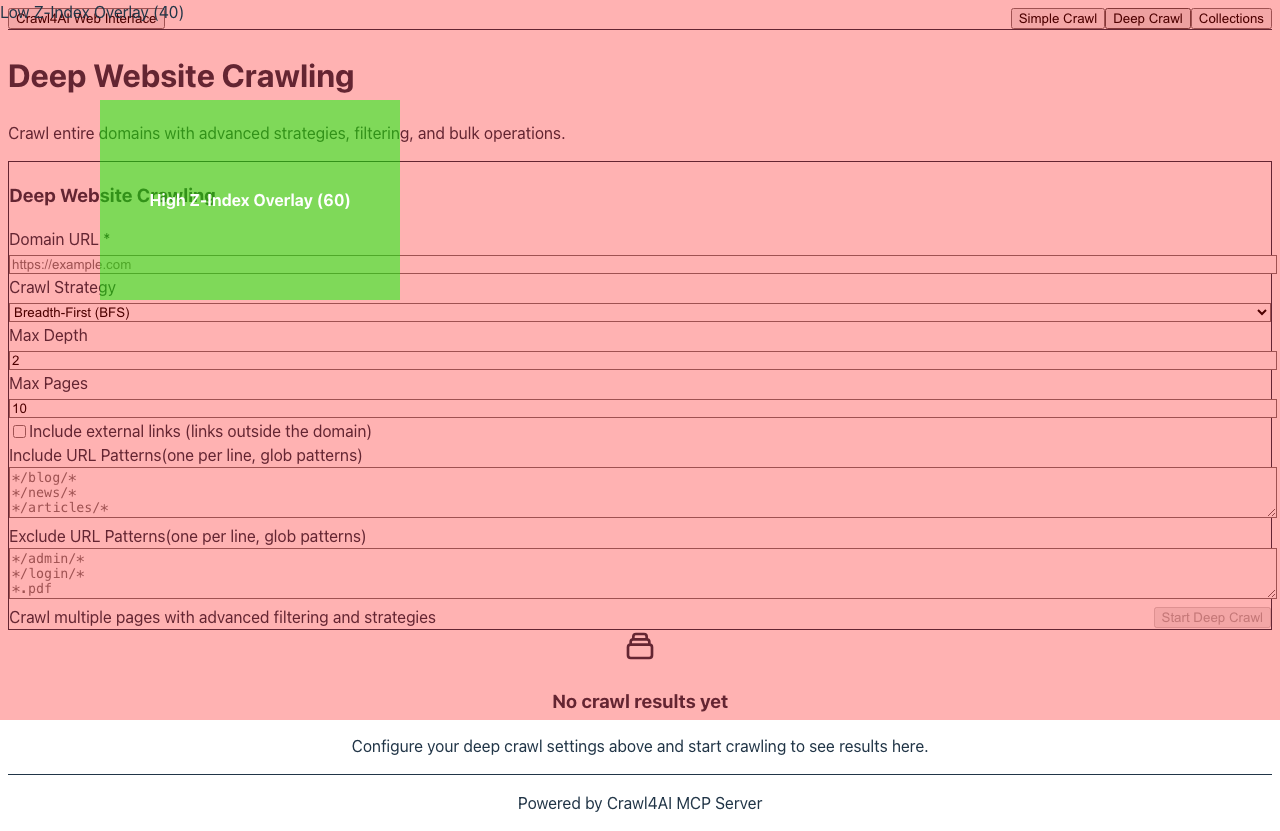 Low Z-Index Overlay (40)
Crawl4AI Web Interface
Simple Crawl
Deep Crawl
Collections
Deep Website Crawling
Crawl entire domains with advanced strategies, filtering, and bulk operations.
Deep Website Crawling
High Z-Index Overlay (60)
Domain URL *
https://example.com
Crawl Strategy
Breadth-First (BFS)
Max Depth
2
Max Pages
10
Include external links (links outside the domain)
Include URL Patterns(one per line, glob patterns)
*/blog/*
*/news/*
*/articles/*
Exclude URL Patterns(one per line, glob patterns)
*/admin/*
*/login/*
*.pdf
Crawl multiple pages with advanced filtering and strategies
Start Deep Crawl
No crawl results yet
Configure your deep crawl settings above and start crawling to see results here.
Powered by Crawl4AI MCP Server